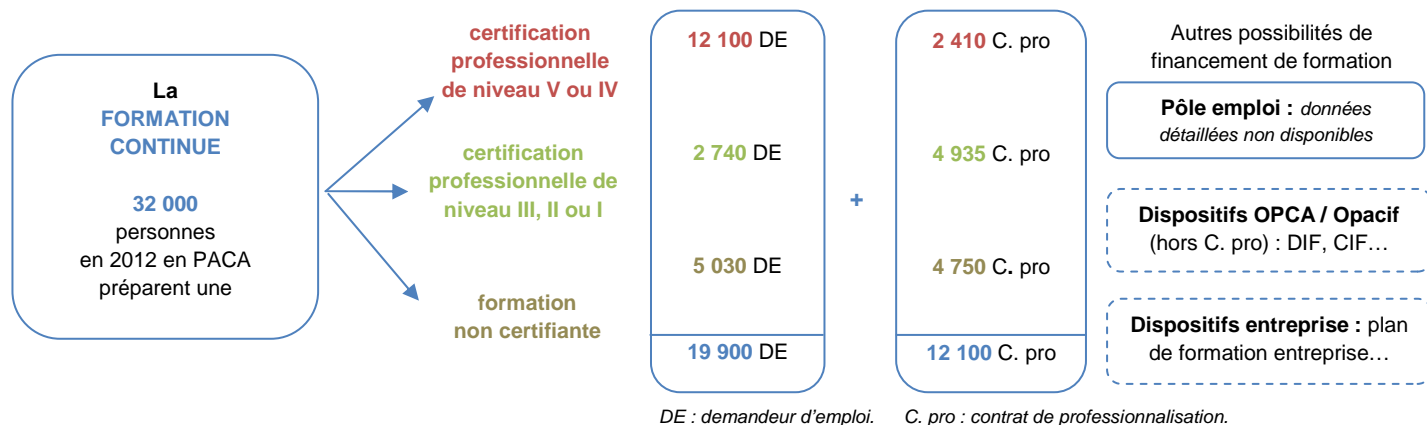 La
FORMATION
CONTINUE
32 000
personnes
en 2012 en PACA
préparent une
certification
professionnelle
de niveau V ou IV
certification
professionnelle de
niveau III, II ou I
formation
non certifiante
12 100 DE
2 740 DE
5 030 DE
19 900 DE
+
2 410 C. pro
4 935 C. pro
4 750 C. pro
12 100 C. pro
Autres possibilités de
financement de formation
Pôle emploi : données
détaillées non disponibles
Dispositifs OPCA / Opacif
(hors C. pro) : DIF, CIF…
Dispositifs entreprise : plan
de formation entreprise…
DE : demandeur d’emploi. C. pro : contrat de professionnalisation.